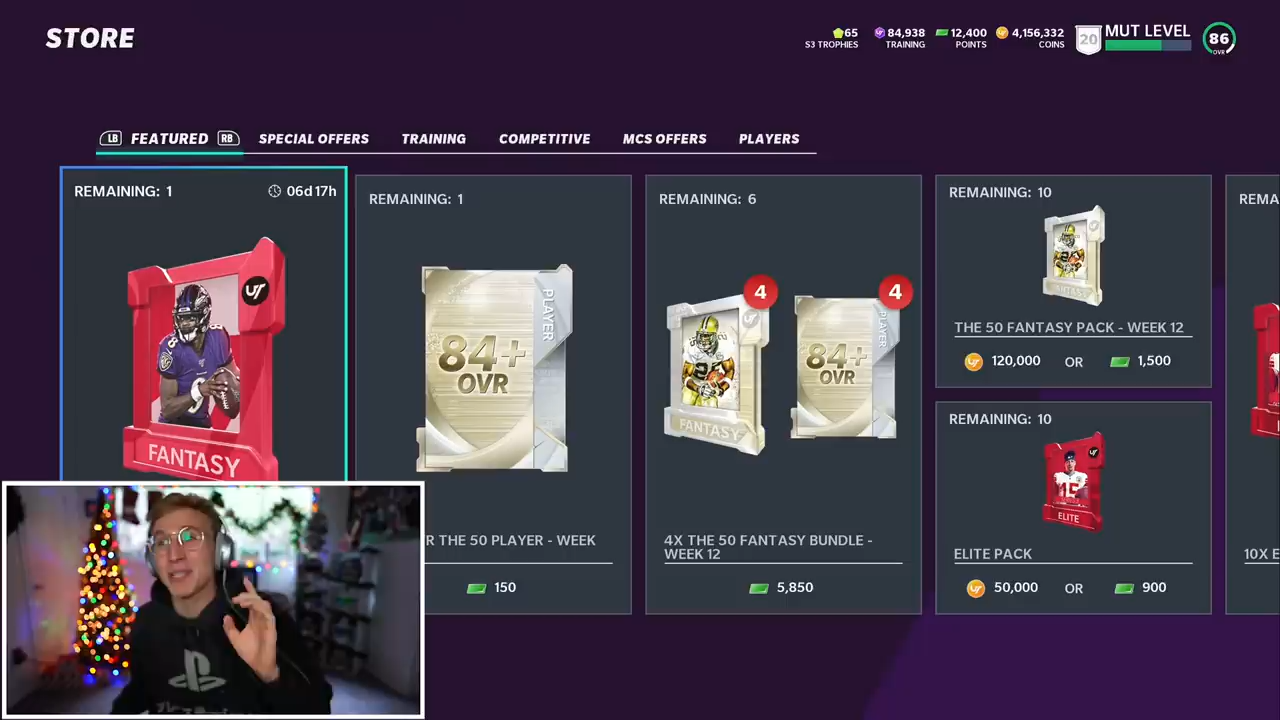 STORE
65
S3 TROPHIES
84,938
TRAINING
12,400
POINTS
4,156,332
COINS
20
MUT LEVEL
86
OVR
LB
FEATURED
RB
SPECIAL OFFERS
TRAINING
COMPETITIVE
MCS OFFERS
PLAYERS
REMAINING: 1
06d 17h
FANTASY
REMAINING: 1
84+
OVR
PLAYER
R THE 50 PLAYER - WEEK
150
REMAINING: 6
4
FANTASY
4
84+
OVR
PLAYER
4X THE 50 FANTASY BUNDLE -
WEEK 12
5,850
REMAINING: 10
FANTASY
THE 50 FANTASY PACK - WEEK 12
120,000 OR 1,500
REMAINING: 10
ELITE
ELITE PACK
50,000 OR 900
REMA
10X E